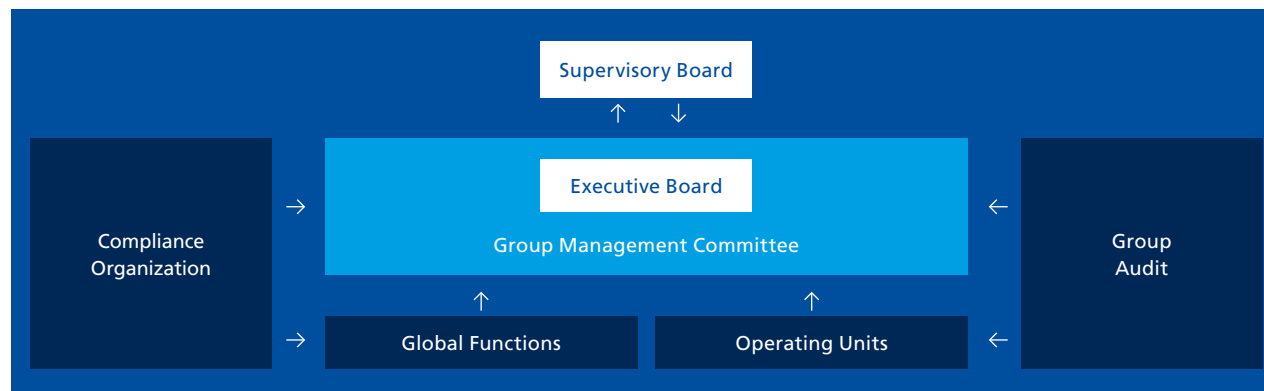 Supervisory Board
Executive Board
Group Management Committee
Compliance
Organization
Group
Audit
Global Functions
Operating Units